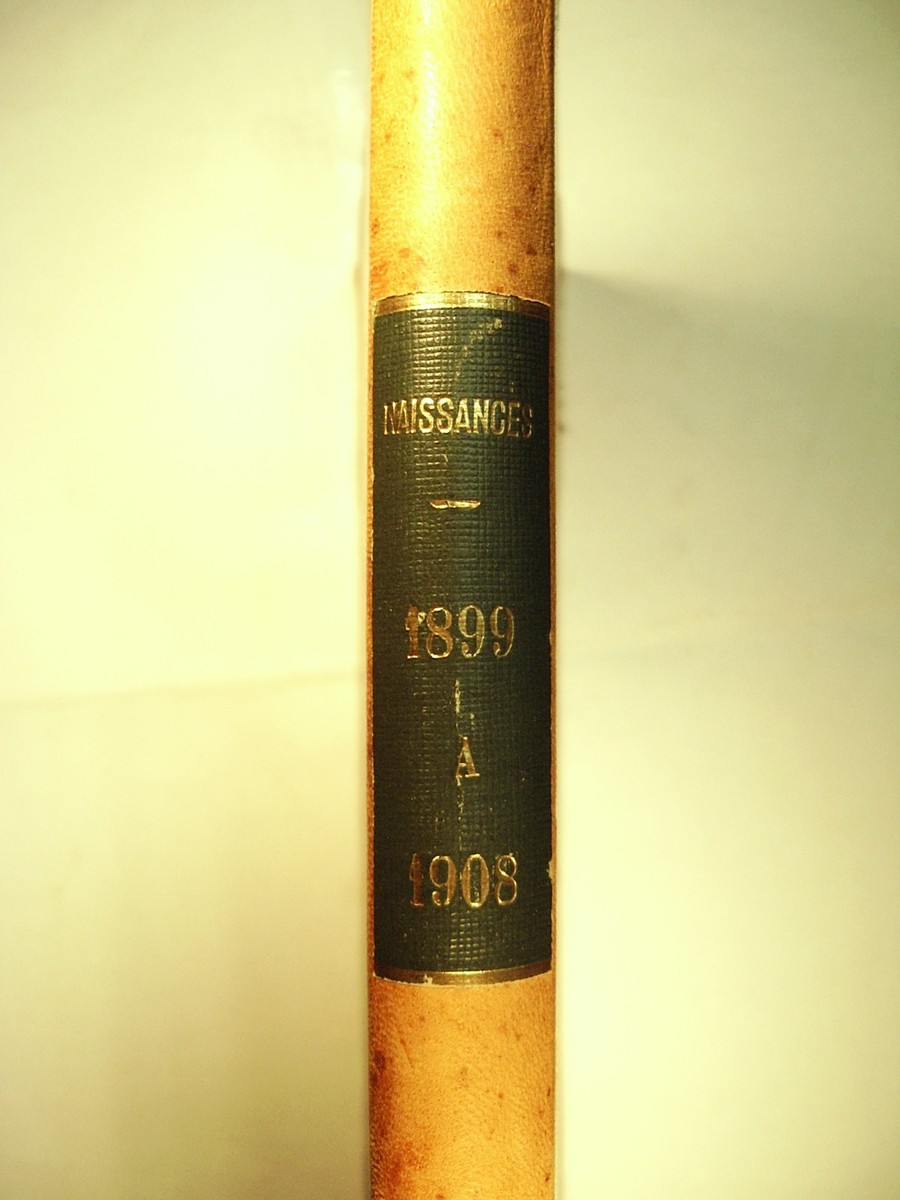 NAISSANCES
—
1899
A
1908